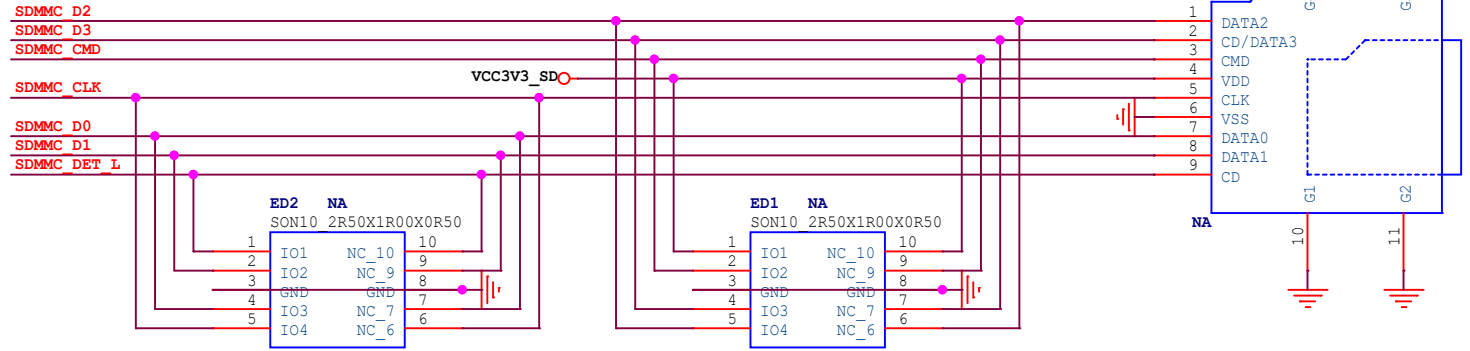 SDMMC_D2
SDMMC_D3
SDMMC_CMD
VCC3V3_SD
SDMMC_CLK
SDMMC_D0
SDMMC_D1
SDMMC_DET_L
1 DATA2
2 CD/DATA3
3 CMD
4 VDD
5 CLK
6 VSS
7 DATA0
8 DATA1
9 CD
G1
G2
NA
10
11
ED2 NA
SON10_2R50X1R00X0R50
1 IO1 NC_10 10
2 IO2 NC_9 9
3 GND GND 8
4 IO3 NC_7 7
5 IO4 NC_6 6
ED1 NA
SON10_2R50X1R00X0R50
1 IO1 NC_10 10
2 IO2 NC_9 9
3 GND GND 8
4 IO3 NC_7 7
5 IO4 NC_6 6